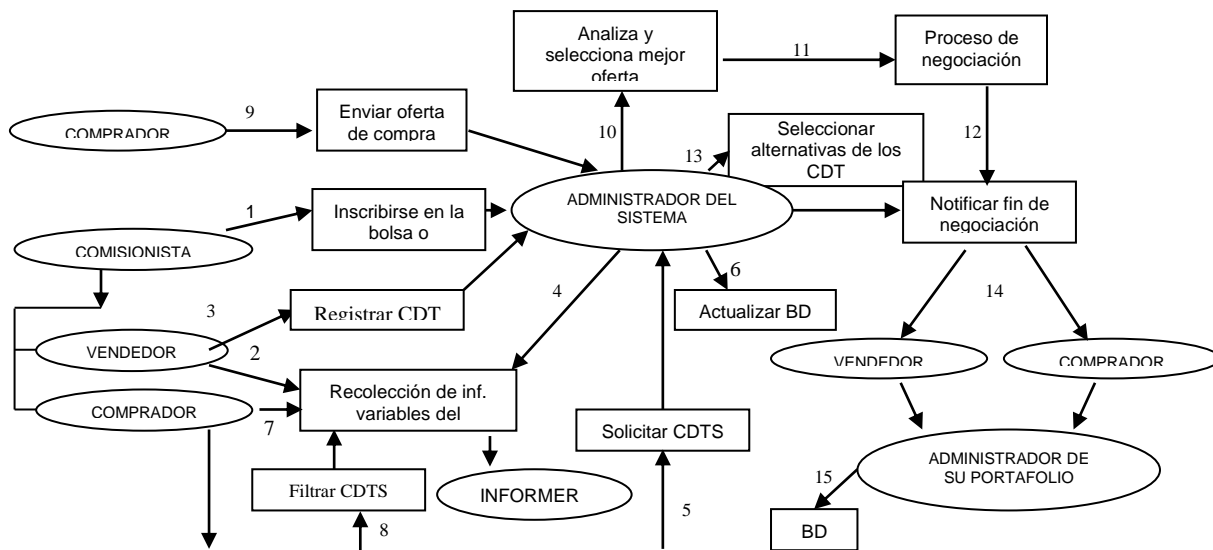 Analiza y
selecciona mejor
oferta
11
Proceso de
negociación
9
Enviar oferta
de compra
COMPRADOR
10
12
13
Seleccionar
alternativas de los
CDT
1
Inscribirse en la
bolsa o
ADMINISTRADOR DEL
SISTEMA
Notificar fin de
negociación
COMISIONISTA
3
Registrar CDT
4
6
Actualizar BD
14
VENDEDOR
2
VENDEDOR
COMPRADOR
Recolección de inf.
variables del
COMPRADOR
7
Solicitar CDTS
ADMINISTRADOR DE
SU PORTAFOLIO
Filtrar CDTS
INFORMER
15
8
5
BD